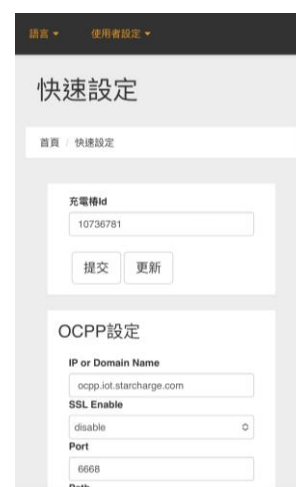 語言 使用者設定
快速設定
首頁 / 快速設定
充電樁Id
10736781
提交 更新
OCPP設定
IP or Domain Name
ocpp.iot.starcharge.com
SSL Enable
disable
Port
6668
Path